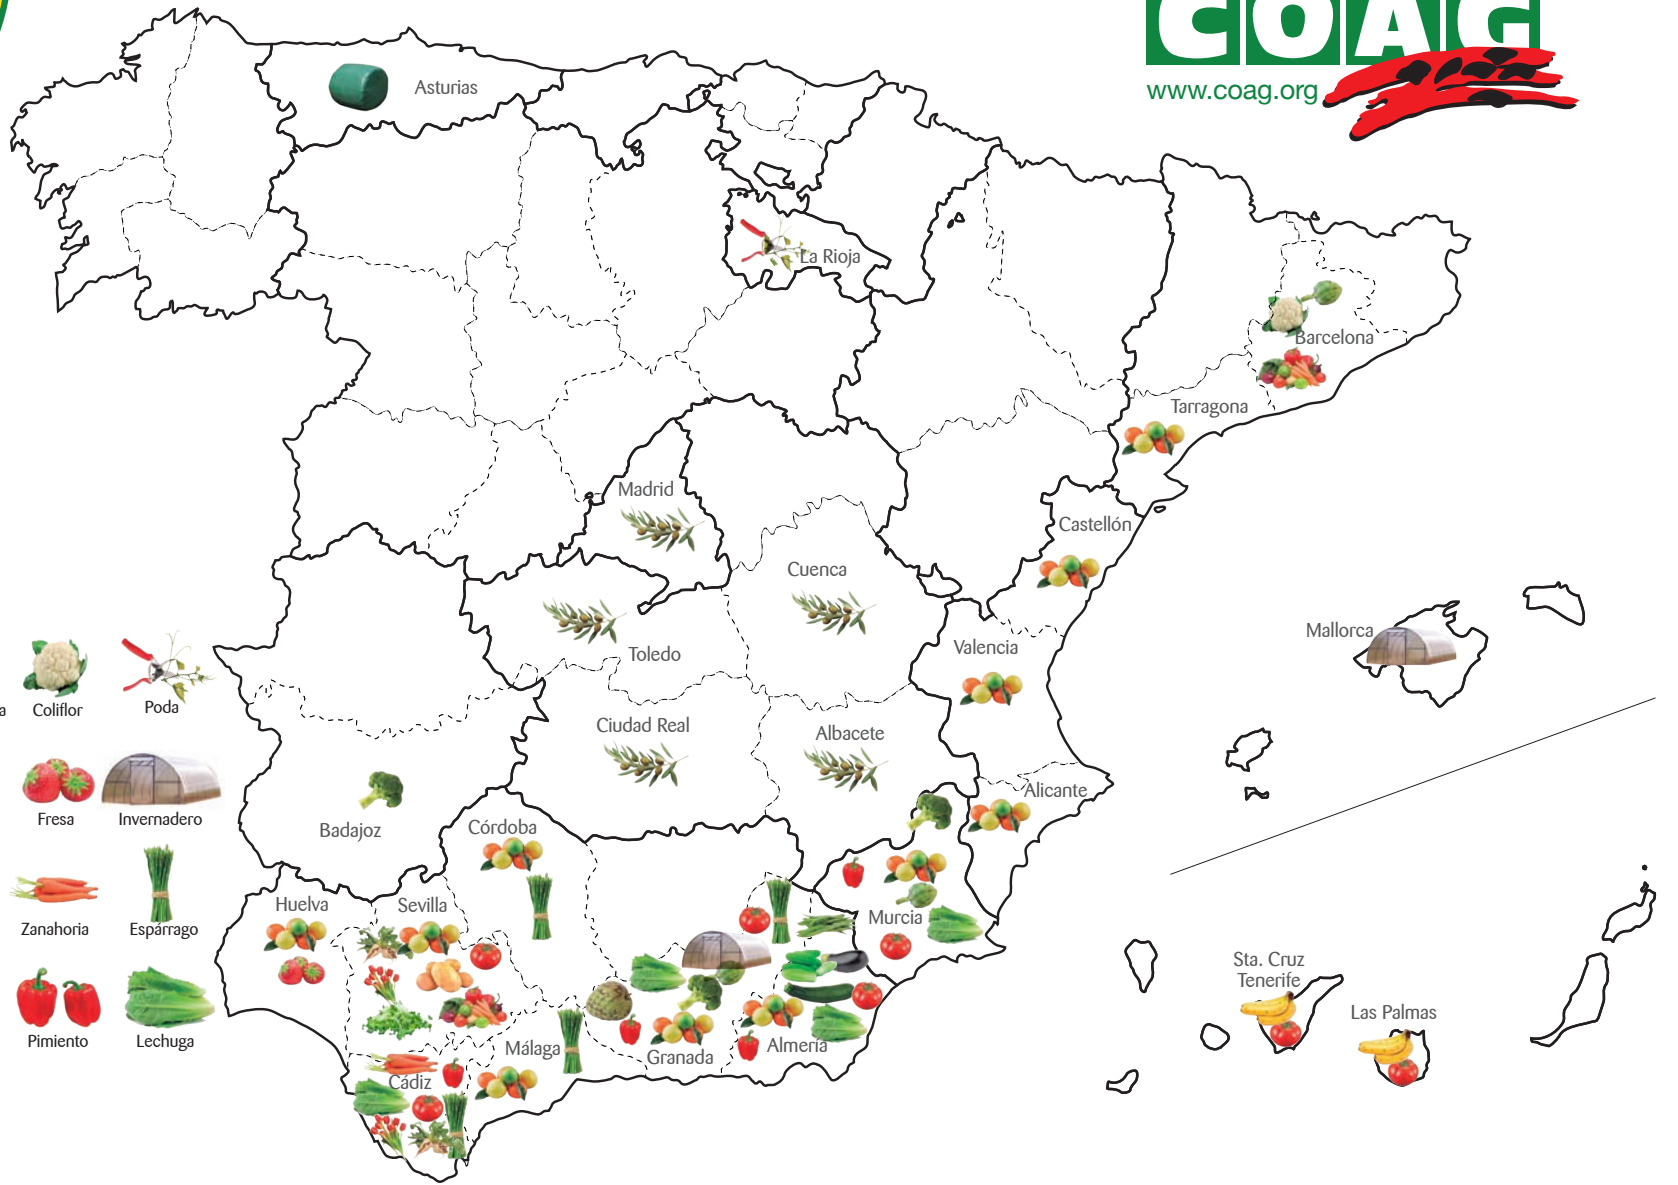 COAG
www.coag.org
Asturias
La Rioja
Barcelona
Tarragona
Madrid
Castellón
Cuenca
Toledo
Valencia
Mallorca
Ciudad Real
Albacete
Alicante
Badajoz
Córdoba
Huelva
Sevilla
Murcia
Málaga
Granada
Almería
Cádiz
Sta. Cruz
Tenerife
Las Palmas
a
Coliflor
Poda
Fresa
Invernadero
Zanahoria
Espárrago
Pimiento
Lechuga